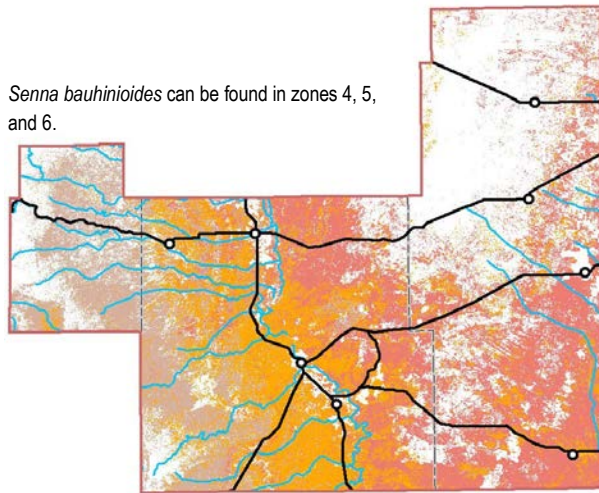 Senna bauhinioides can be found in zones 4, 5,
and 6.